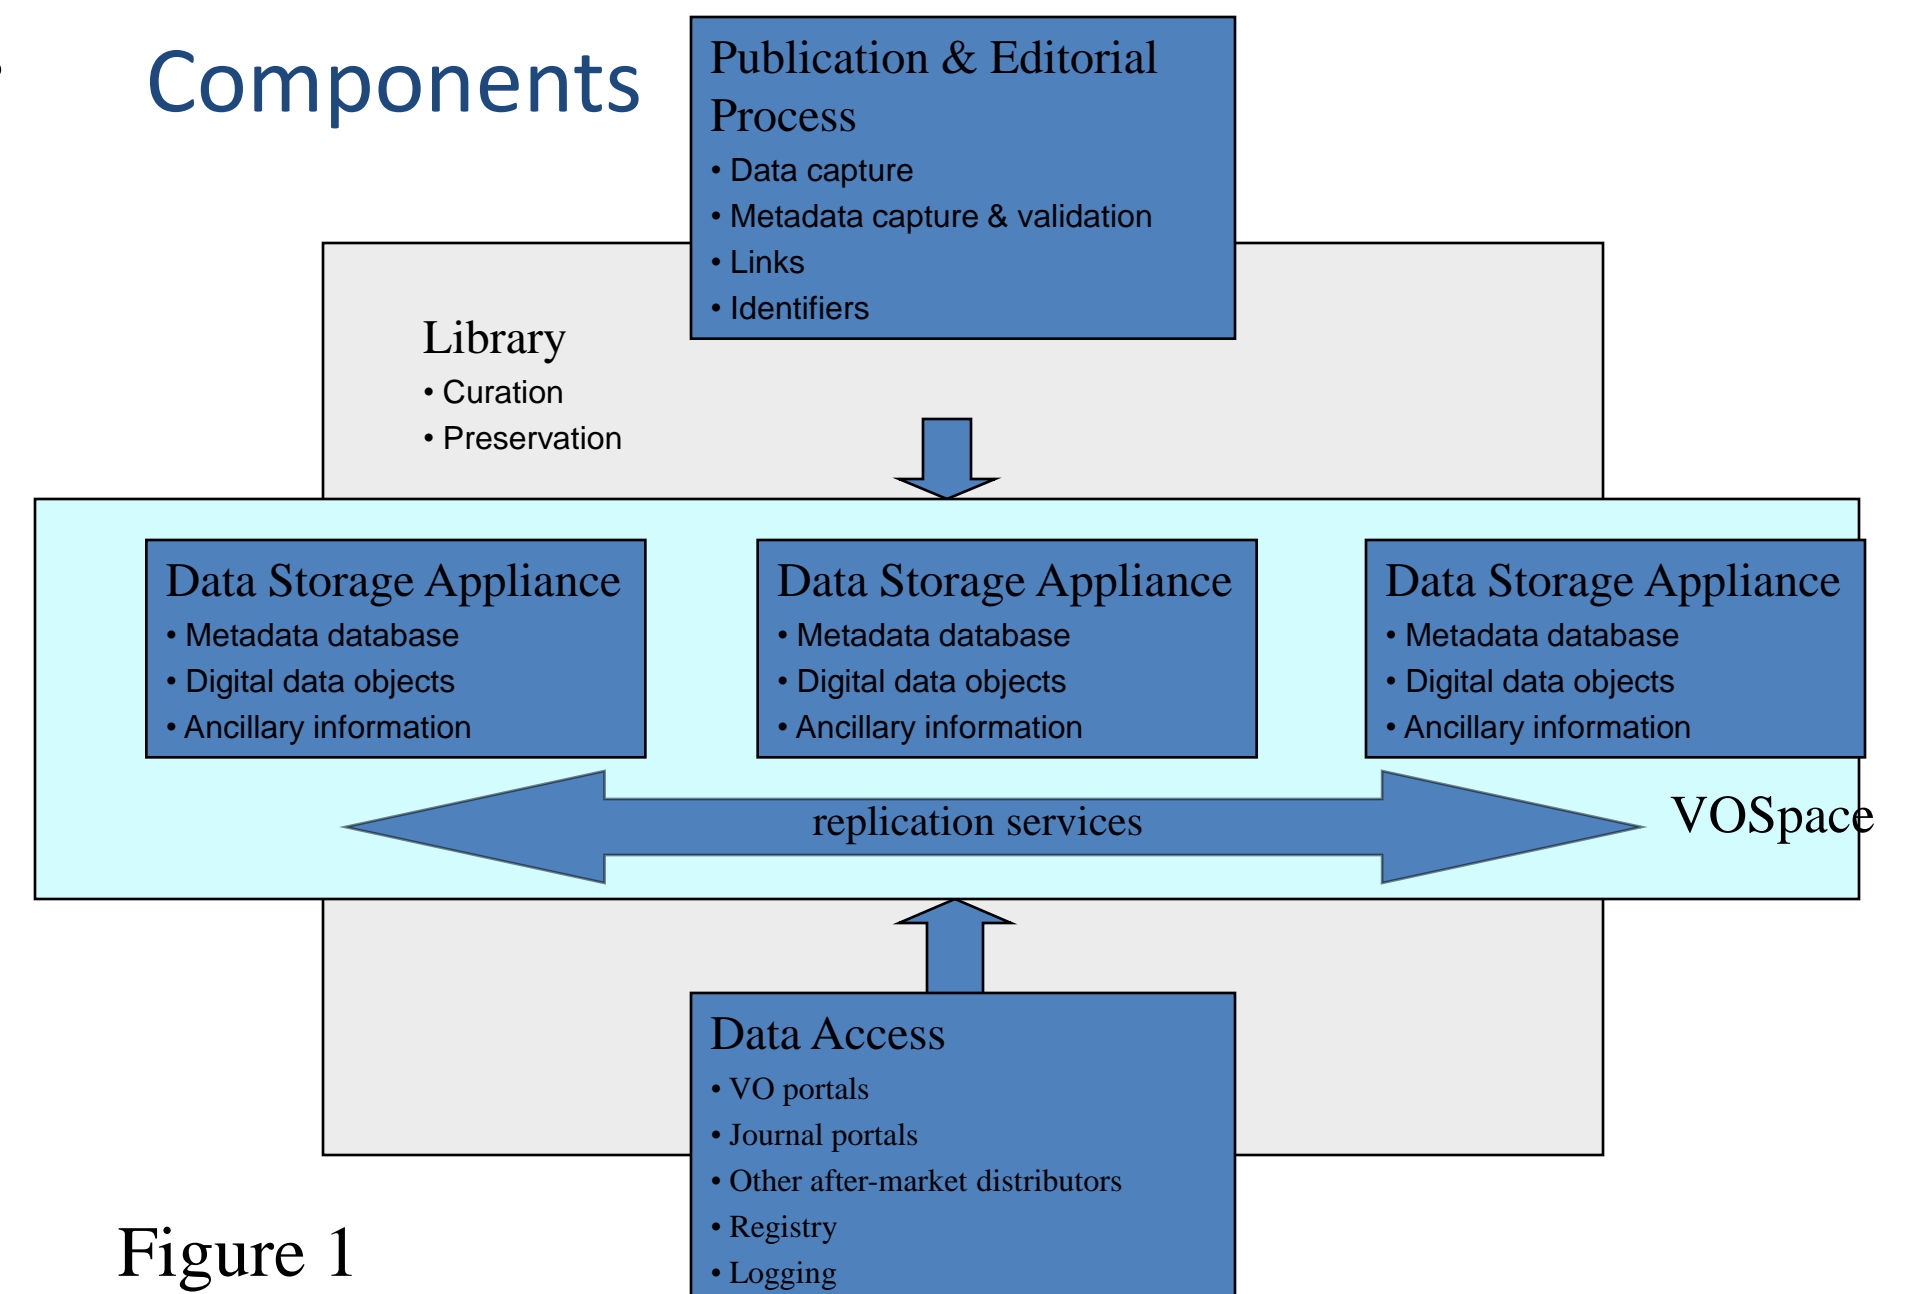 Components
Publication & Editorial
Process
• Data capture
• Metadata capture & validation
• Links
• Identifiers
Library
• Curation
• Preservation
Data Storage Appliance
• Metadata database
• Digital data objects
• Ancillary information
Data Storage Appliance
• Metadata database
• Digital data objects
• Ancillary information
Data Storage Appliance
• Metadata database
• Digital data objects
• Ancillary information
replication services
VOSpace
Data Access
• VO portals
• Journal portals
• Other after-market distributors
• Registry
• Logging
Figure 1